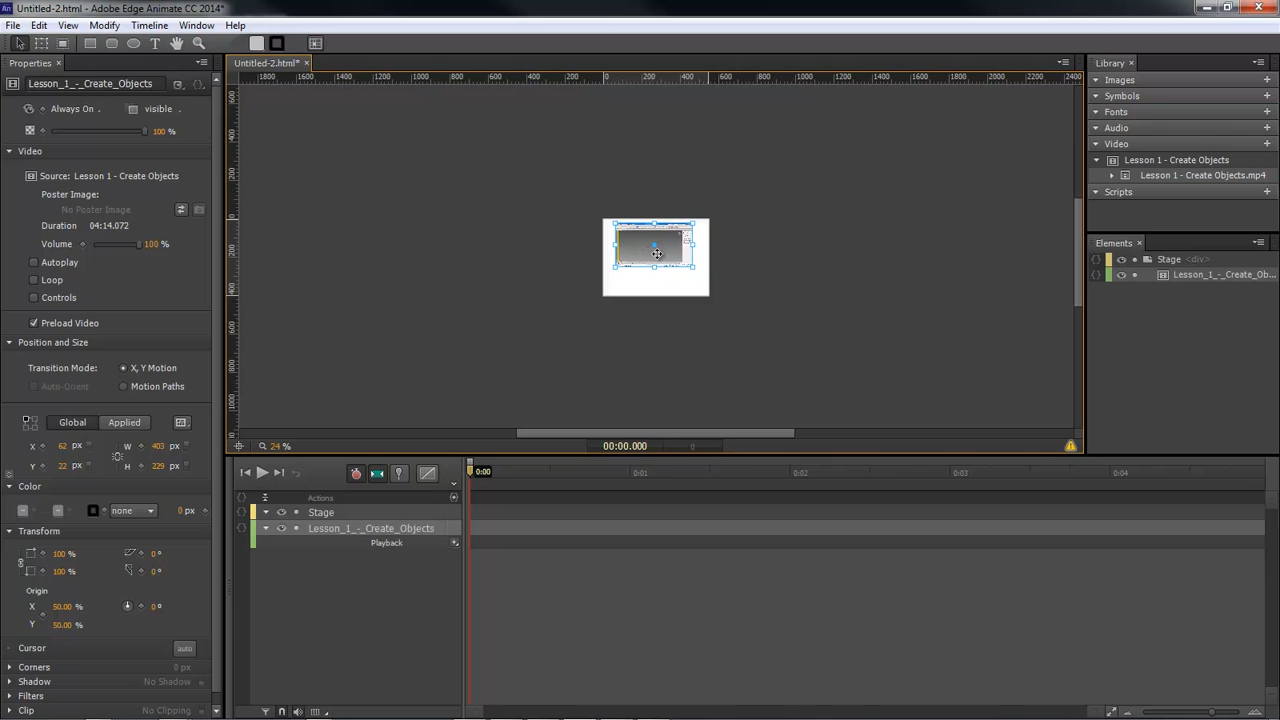 An Untitled-2.html* - Adobe Edge Animate CC 2014*
File Edit View Modify Timeline Window Help
Properties × Untitled-2.html* × Library ×
1800 1600 1400 1200 1000 800 600 400 200 0 200 400 600 800 1000 1200 1400 1600 1800 2000 2200 2400
Lesson_1_-_Create_Objects
Images
Symbols
Always On visible
Fonts
100 %
Audio
Video
Video
Lesson 1 - Create Objects
Source: Lesson 1 - Create Objects
Lesson 1 - Create Objects.mp4
Poster Image:
Scripts
No Poster Image
Duration 04:14.072
Volume 100 %
Elements ×
Autoplay
Stage <div>
Loop
Lesson_1_-_Create_Ob...
Controls
Preload Video
Position and Size
Transition Mode: X, Y Motion
Auto-Orient Motion Paths
Global Applied
X 62 px W 403 px
24 % 00:00.000 0
Y 22 px H 229 px
0:00 0:01 0:02 0:03 0:04
Color
Actions
none 0 px
Stage
Transform
Lesson_1_-_Create_Objects
Playback
100 % 0°
100 % 0°
Origin
X 50.00 % 0°
Y 50.00 %
Cursor auto
Corners 0 px
Shadow No Shadow
Filters
Clip No Clipping